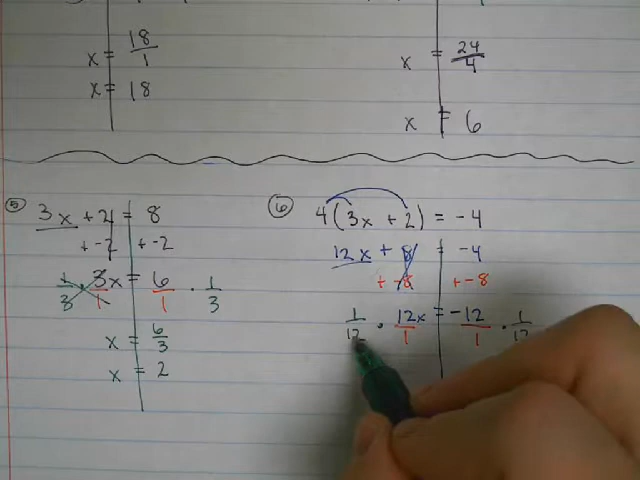 x = 18/1
x = 24/4
x = 18
x = 6
5 3x + 2 = 8
+ -2 + -2
1/3 · 3x/1 = 6/1 · 1/3
x = 6/3
x = 2
6 4(3x + 2) = -4
12x + 8 = -4
+ -8 + -8
1/12 · 12x/1 = -12/1 · 1/12